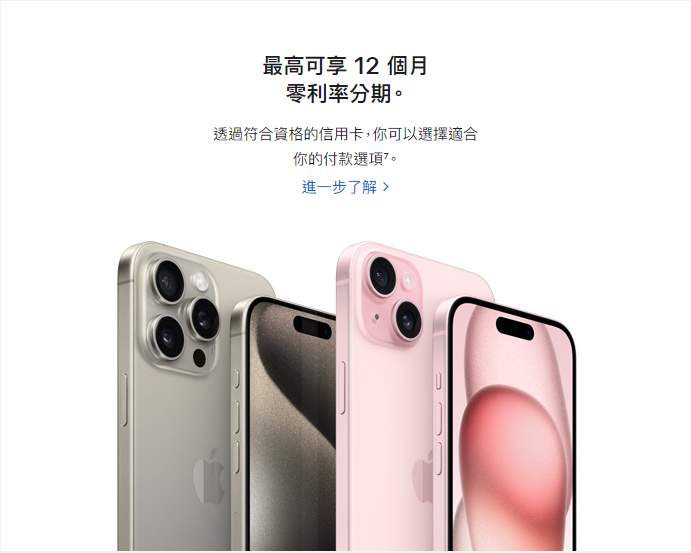 最高可享 12 個月
零利率分期。
透過符合資格的信用卡，你可以選擇適合
你的付款選項⁷。
進一步了解 >